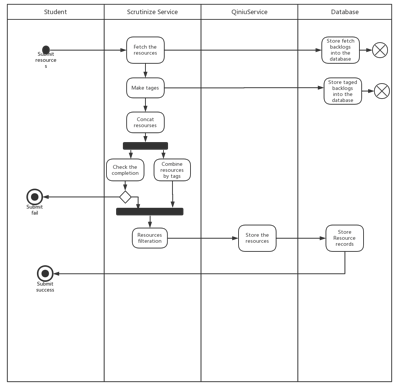 Student
Scrutinize Service
QiniuService
Database
Submit
resource
s
Fetch the
resources
Store fetch
backlogs
into the
database
Make tages
Store taged
backlogs
into the
database
Concat
resourses
Check the
completion
Combine
resources
by tags
Submit
fail
Resources
filteration
Store the
resources
Store
Resource
records
Submit
success